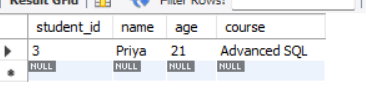 Result Grid Filter Rows:
student_id name age course
3 Priya 21 Advanced SQL
NULL NULL NULL NULL